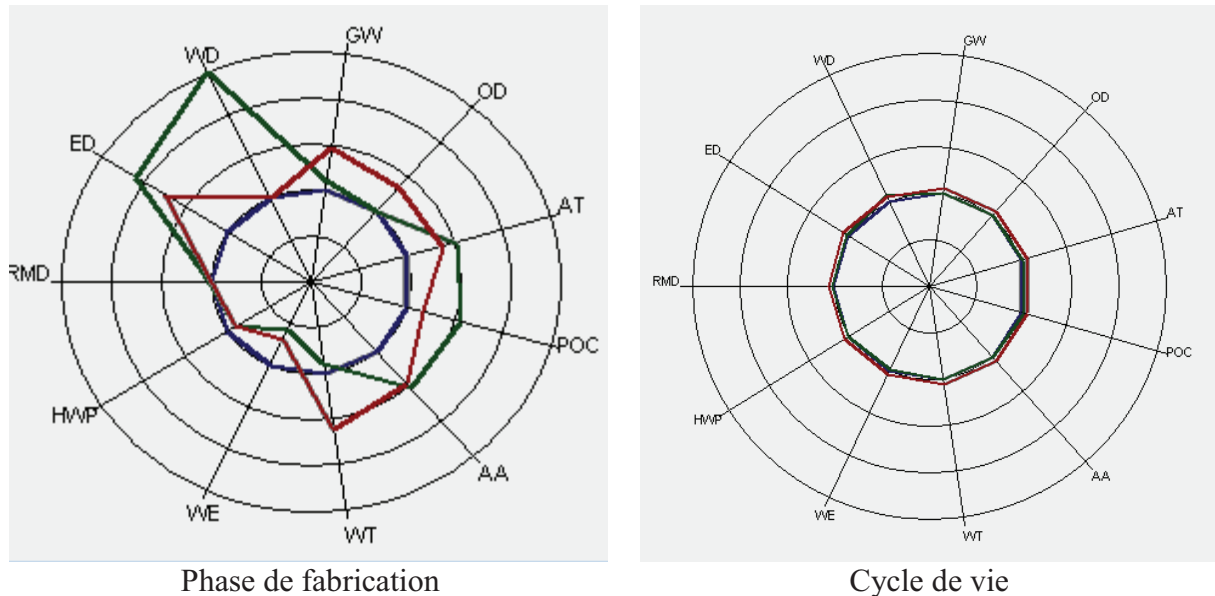 GW
WD
OD
ED
AT
RMD
POC
HWP
AA
WE
WT
Phase de fabrication
GW
WD
OD
ED
AT
RMD
POC
HWP
AA
WE
WT
Cycle de vie